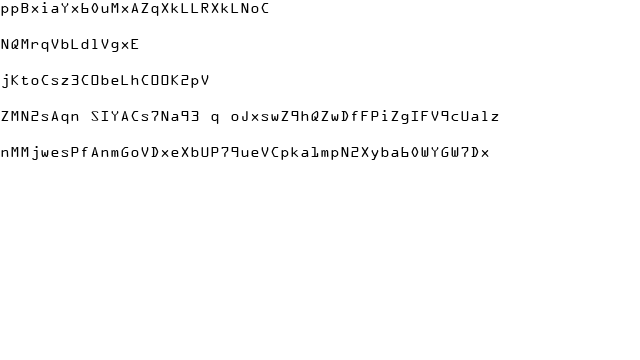 ppBxiaYx60uMxAZqXkLLRXkLNoC
NQMrqVbLdlVgxE
jKtoCsz3CObeLhCOOK2pV
ZMN2sAqn SIYACs7Na93 q oJxswZ9hQZwDfFPiZgIFV9cUalz
nMMjwesPfAnmGoVDxeXbUP79ueVCpka1mpN2Xyba60WYGW7Dx